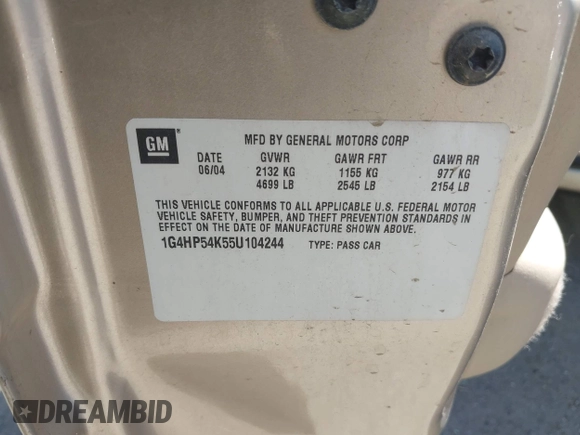 GM
MFD BY GENERAL MOTORS CORP
DATE GVWR GAWR FRT GAWR RR
06/04 2132 KG 1155 KG 977 KG
4699 LB 2545 LB 2154 LB
THIS VEHICLE CONFORMS TO ALL APPLICABLE U.S. FEDERAL MOTOR
VEHICLE SAFETY, BUMPER, AND THEFT PREVENTION STANDARDS IN
EFFECT ON THE DATE OF MANUFACTURE SHOWN ABOVE.
1G4HP54K55U104244 TYPE: PASS CAR
DREAMBID